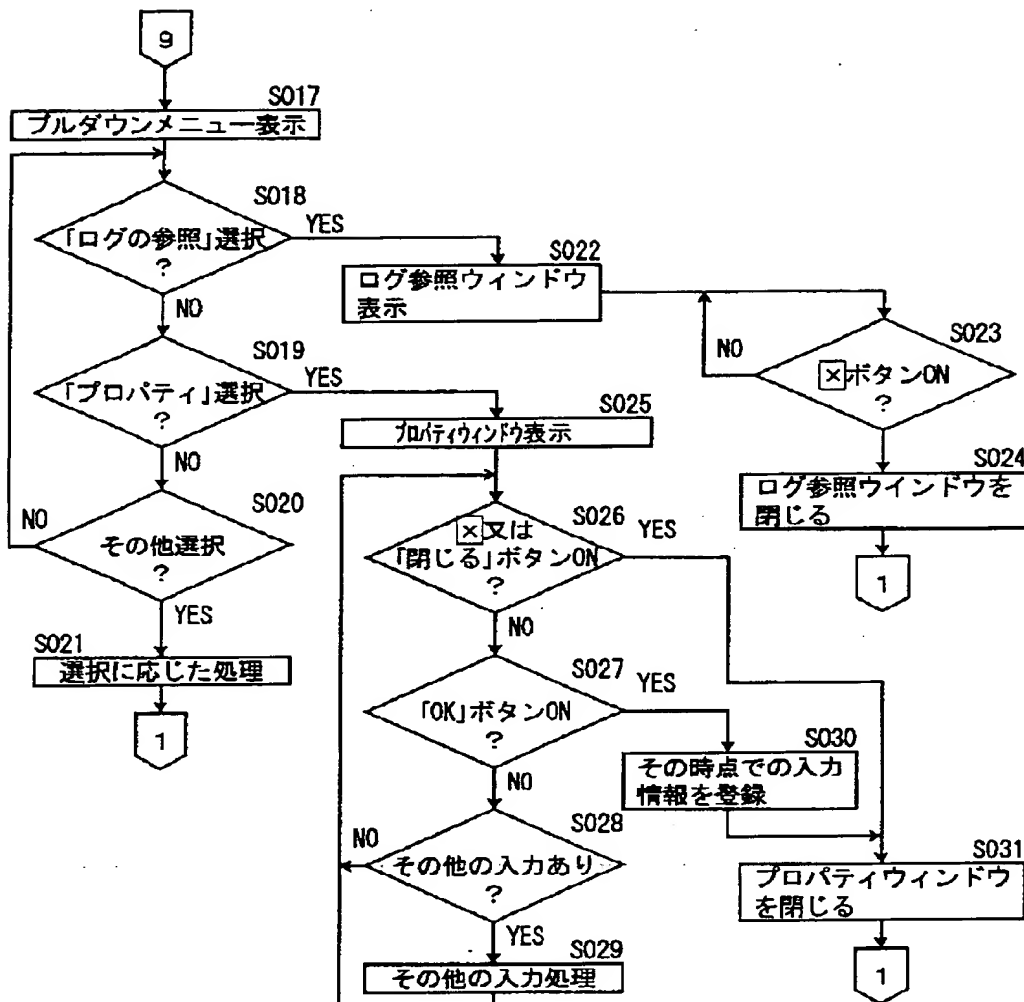 9
S017
プルダウンメニュー表示
S018
「ログの参照」選択
?
YES
NO
S022
ログ参照ウィンドウ
表示
S023
NO
×ボタンON
?
S024
ログ参照ウインドウを
閉じる
1
S019
「プロパティ」選択
?
YES
NO
S020
その他選択
?
NO
YES
S021
選択に応じた処理
1
S025
プロパティウィンドウ表示
S026
×又は
「閉じる」ボタンON
?
YES
NO
S027
「OK」ボタンON
?
YES
NO
S030
その時点での入力
情報を登録
S028
その他の入力あり
?
NO
YES
S029
その他の入力処理
S031
プロパティウィンドウ
を閉じる
1